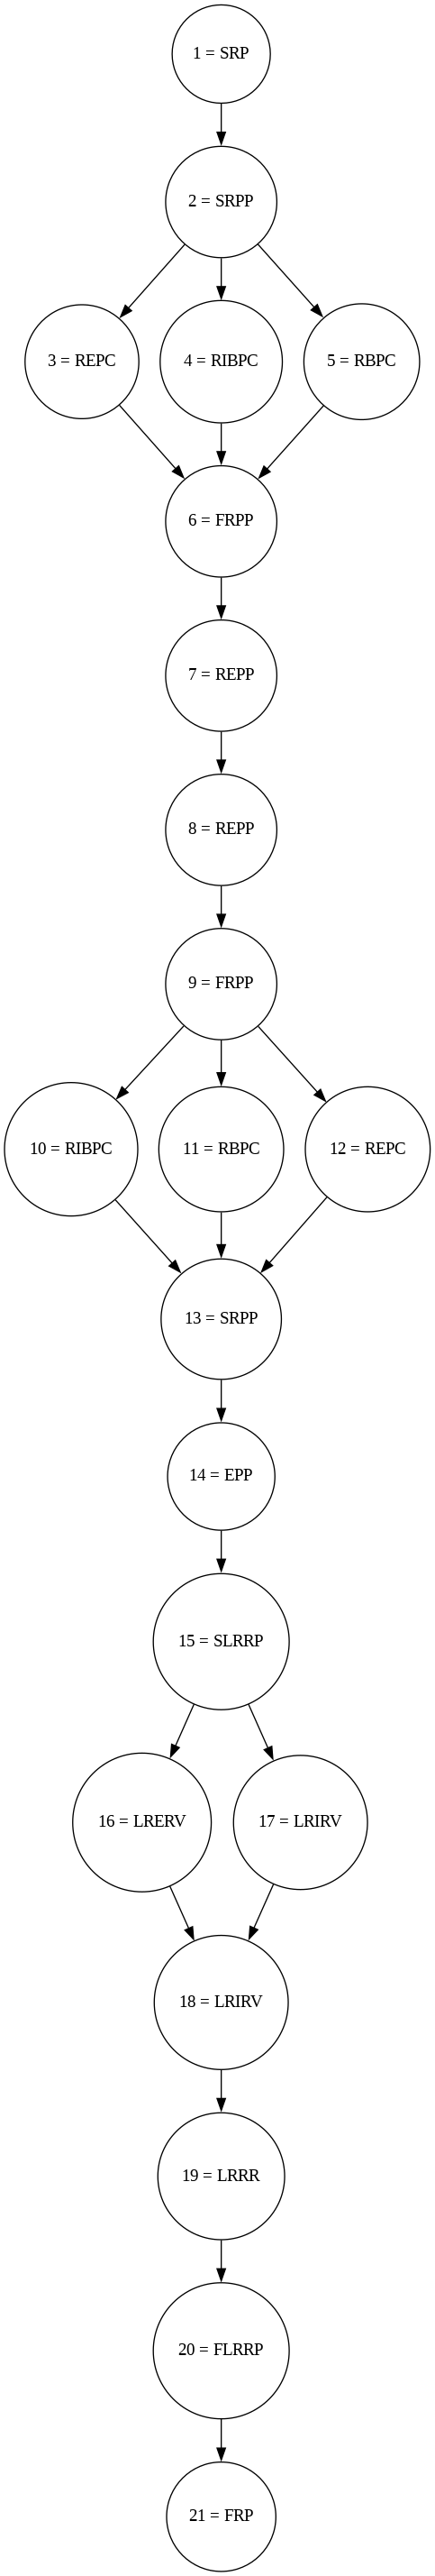 1 = SRP
2 = SRPP
3 = REPC
4 = RIBPC
5 = RBPC
6 = FRPP
7 = REPP
8 = REPP
9 = FRPP
10 = RIBPC
11 = RBPC
12 = REPC
13 = SRPP
14 = EPP
15 = SLRRP
16 = LRERV
17 = LRIRV
18 = LRIRV
19 = LRRR
20 = FLRRP
21 = FRP